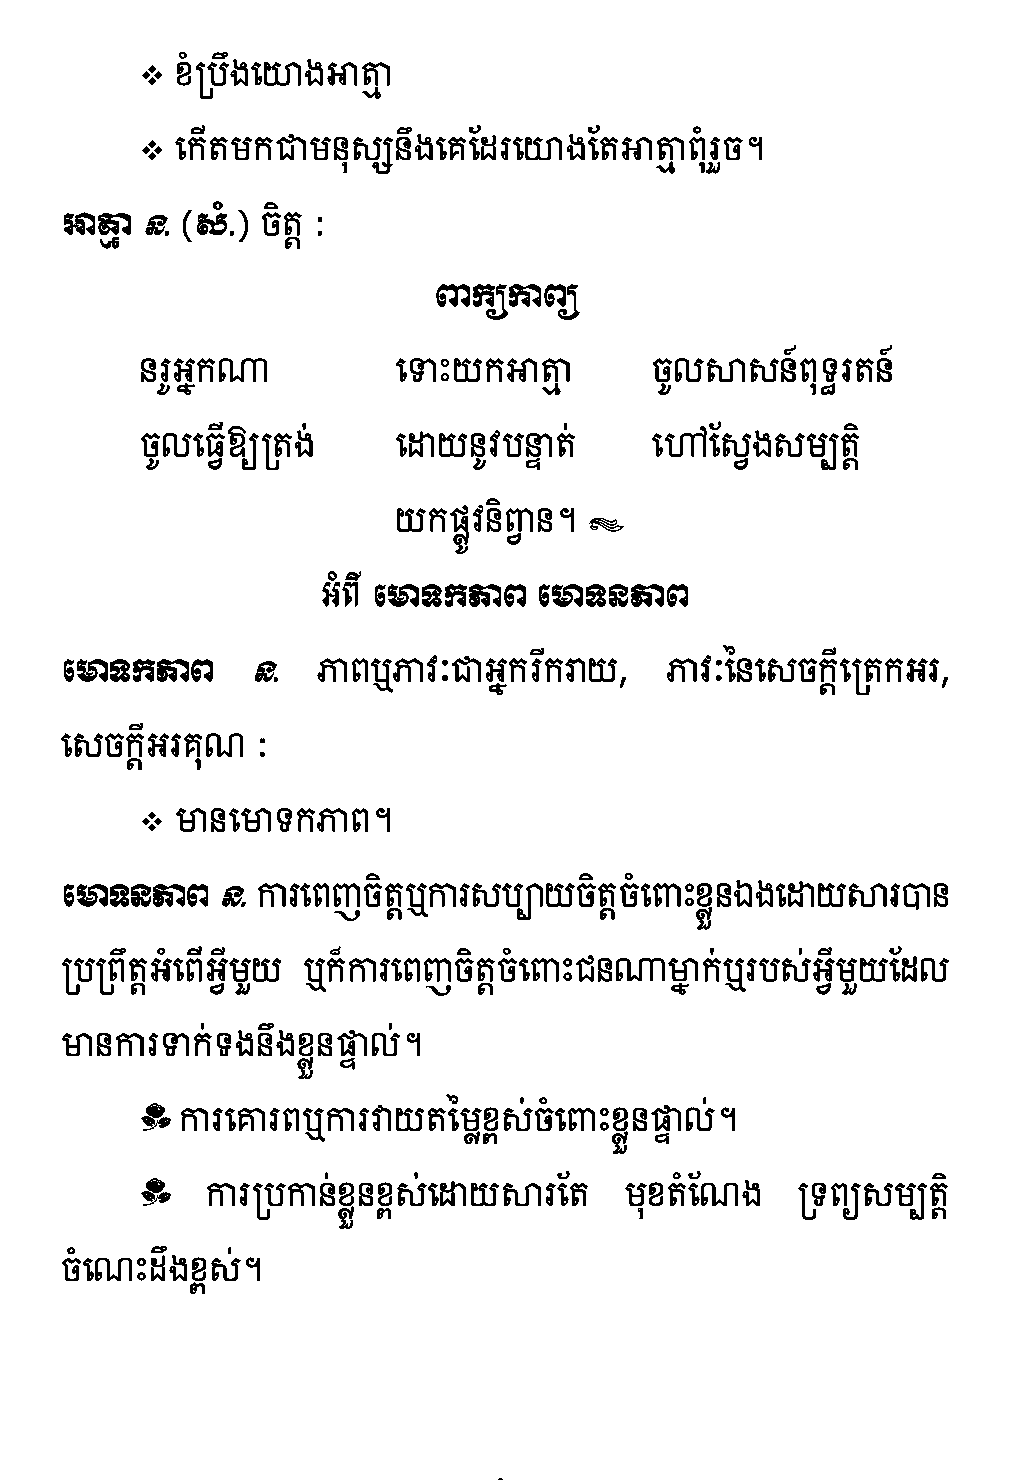 ❖ ខំប្រឹងយោងអាត្មា
❖ កើតមកជាមនុស្សនឹងគេដែរយោងតែអាត្មាពុំរួច។
អាត្មា ន. (សំ.) ចិត្ត :
ពាក្យកាព្យ
នរូអ្នកណា ទោះយកអាត្មា ចូលសាសន៍ពុទ្ធរតន៍
ចូលធ្វើឱ្យត្រង់ ដោយនូវបន្ទាត់ ហៅស្វែងសម្បត្តិ
យកផ្លូវនិព្វាន។
អំពី មោទកភាព មោទនភាព
មោទកភាព ន. ភាពឬភាវៈជាអ្នករីករាយ, ភាវៈនៃសេចក្តីត្រេកអរ,
សេចក្តីអរគុណ :
❖ មានមោទកភាព។
មោទនភាព ន. ការពេញចិត្តឬការសប្បាយចិត្តចំពោះខ្លួនឯងដោយសារបាន
ប្រព្រឹត្តអំពើអ្វីមួយ ឬក៏ការពេញចិត្តចំពោះជនណាម្នាក់ឬរបស់អ្វីមួយដែល
មានការទាក់ទងនឹងខ្លួនផ្ទាល់។
ការគោរពឬការវាយតម្លៃខ្ពស់ចំពោះខ្លួនផ្ទាល់។
ការប្រកាន់ខ្លួនខ្ពស់ដោយសារតែ មុខតំណែង ទ្រព្យសម្បត្តិ
ចំណេះដឹងខ្ពស់។